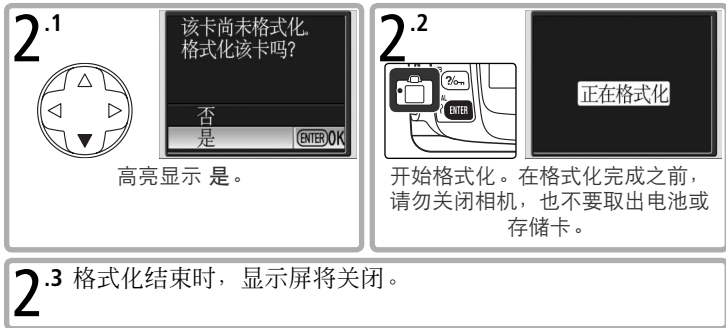 2.1
该卡尚未格式化。
格式化该卡吗?
否
是 ENTER OK
高亮显示 是。
2.2
?/
ENTER
正在格式化
开始格式化。在格式化完成之前，
请勿关闭相机，也不要取出电池或
存储卡。
2.3 格式化结束时，显示屏将关闭。